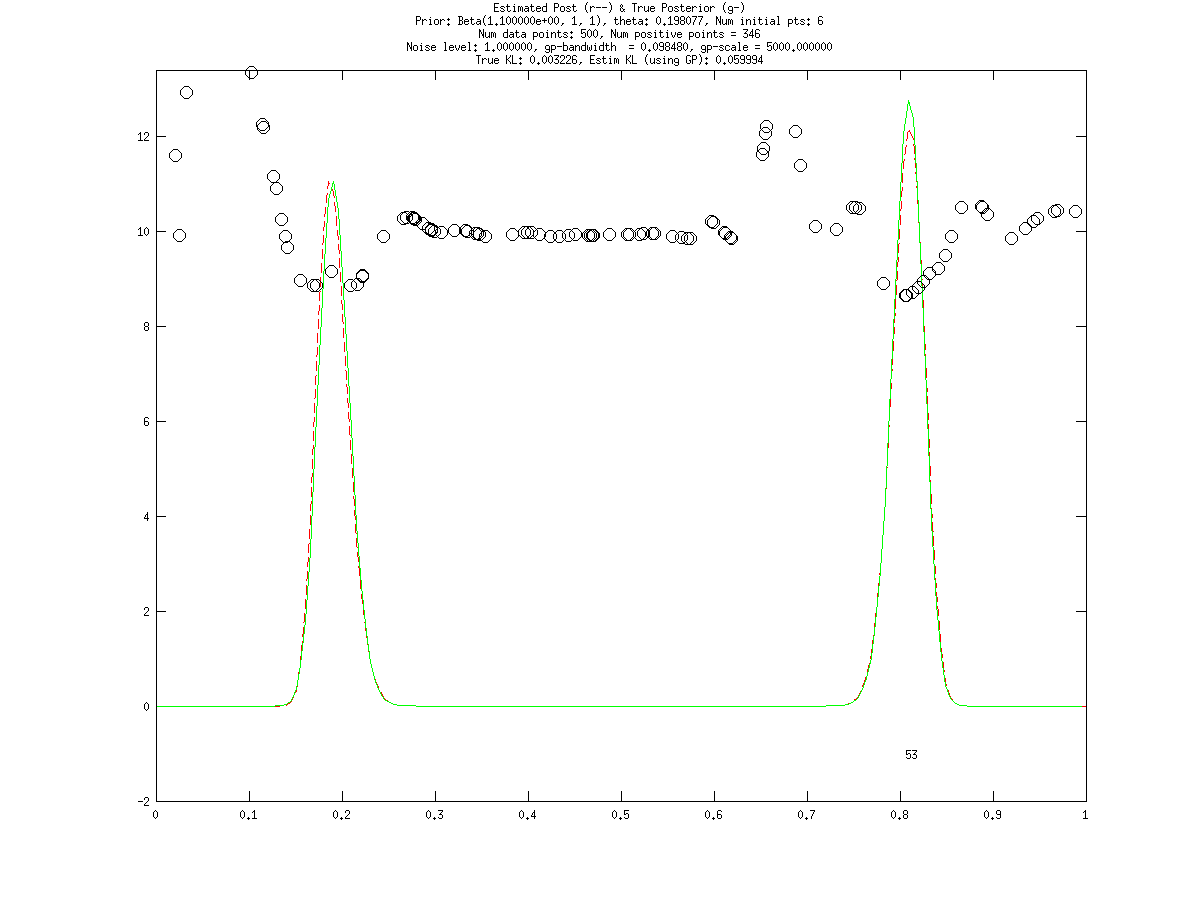 Estimated Post (r--) & True Posterior (g-)
Prior: Beta(1.100000e+00, 1, 1), theta: 0.198077, Num initial pts: 6
Num data points: 500, Num positive points = 346
Noise level: 1.000000, gp-bandwidth  = 0.098480, gp-scale = 5000.000000
True KL: 0.003226, Estim KL (using GP): 0.059994
12
10
8
6
4
2
0
53
-2
0 0.1 0.2 0.3 0.4 0.5 0.6 0.7 0.8 0.9 1